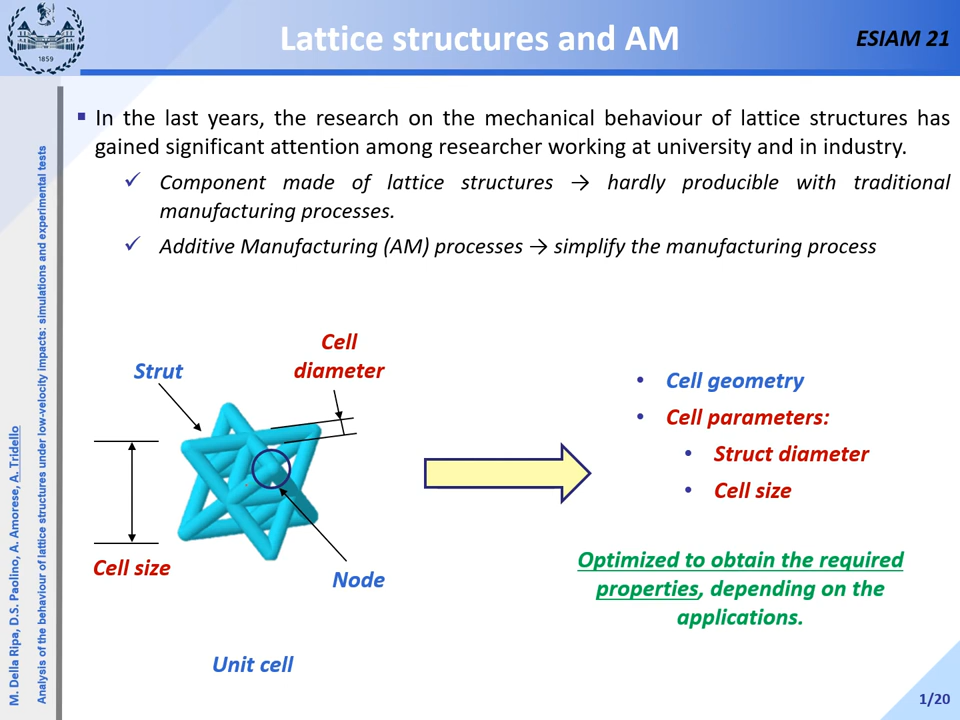 1859
Lattice structures and AM
ESIAM 21
▪ In the last years, the research on the mechanical behaviour of lattice structures has
gained significant attention among researcher working at university and in industry.
✓ Component made of lattice structures → hardly producible with traditional
manufacturing processes.
✓ Additive Manufacturing (AM) processes → simplify the manufacturing process
Strut
Cell
diameter
Cell size
Node
Unit cell
• Cell geometry
• Cell parameters:
• Struct diameter
• Cell size
Optimized to obtain the required
properties, depending on the
applications.
M. Della Ripa, D.S. Paolino, A. Amorese, A. Tridello
Analysis of the behaviour of lattice structures under low-velocity impacts: simulations and experimental tests
1/20